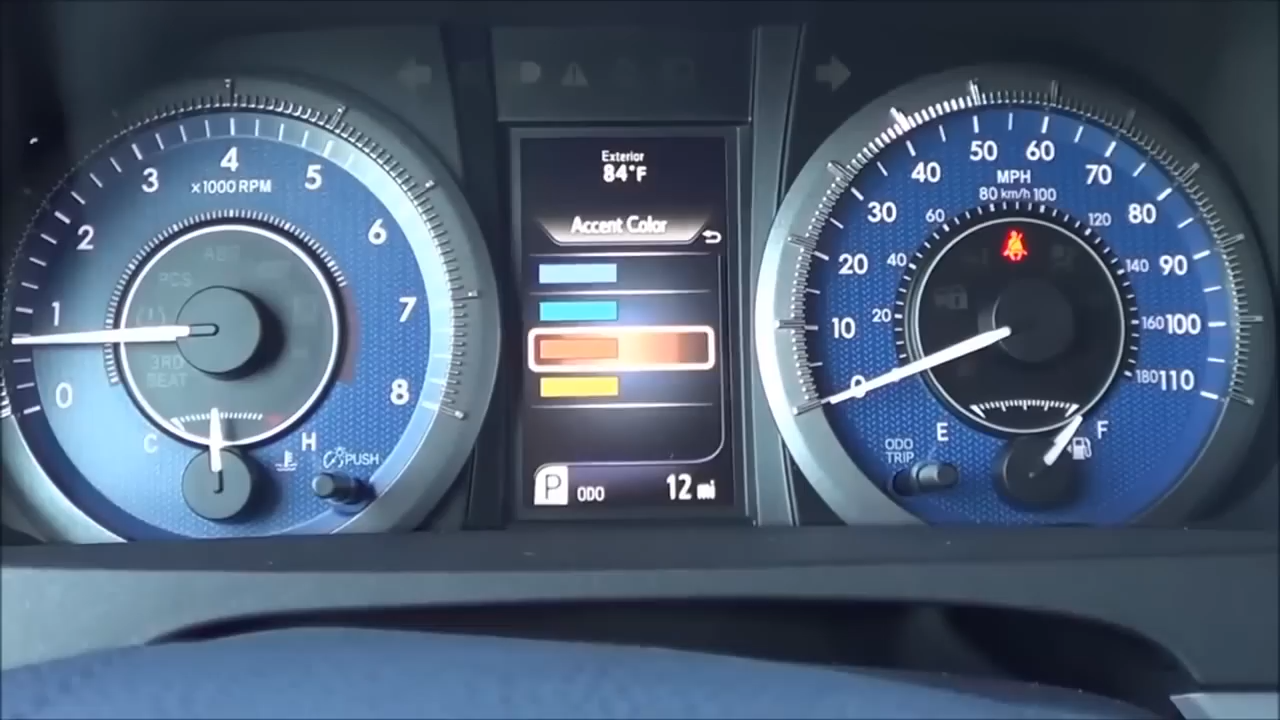 Exterior
84°F
Accent Color
P ODO 12 mi
0
1
2
3
4
5
6
7
8
x1000 RPM
PCS
3RD
SEAT
C
H
PUSH
0
10
20
30
40
50
60
70
80
90
100
110
MPH
80 km/h 100
20
40
60
120
140
160
180
ODO
TRIP
E
F